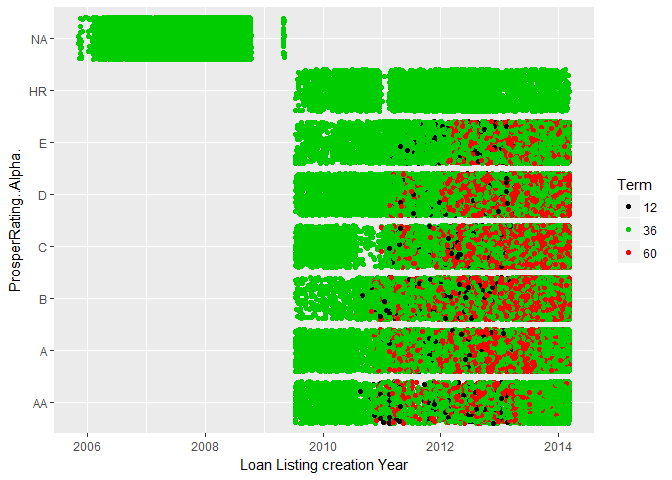 NA
HR
E
D
C
B
A
AA
ProsperRating..Alpha.
2006 2008 2010 2012 2014
Loan Listing creation Year
Term
12
36
60